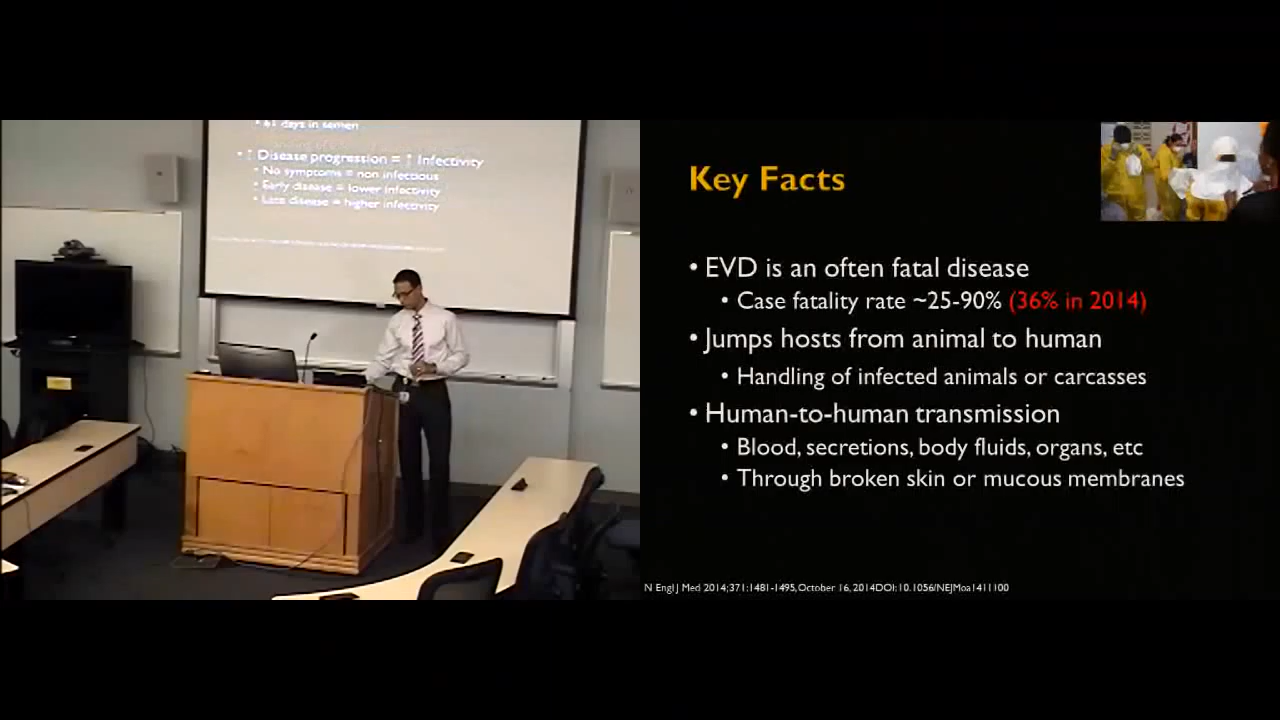 61 days in semen
• ↑ Disease progression = ↑ Infectivity
• No symptoms = non infectious
• Early disease = lower infectivity
• Late disease = higher infectivity
Key Facts
• EVD is an often fatal disease
• Case fatality rate ~25-90% (36% in 2014)
• Jumps hosts from animal to human
• Handling of infected animals or carcasses
• Human-to-human transmission
• Blood, secretions, body fluids, organs, etc
• Through broken skin or mucous membranes
N Engl J Med 2014; 371:1481-1495, October 16, 2014DOI: 10.1056/NEJMoa1411100